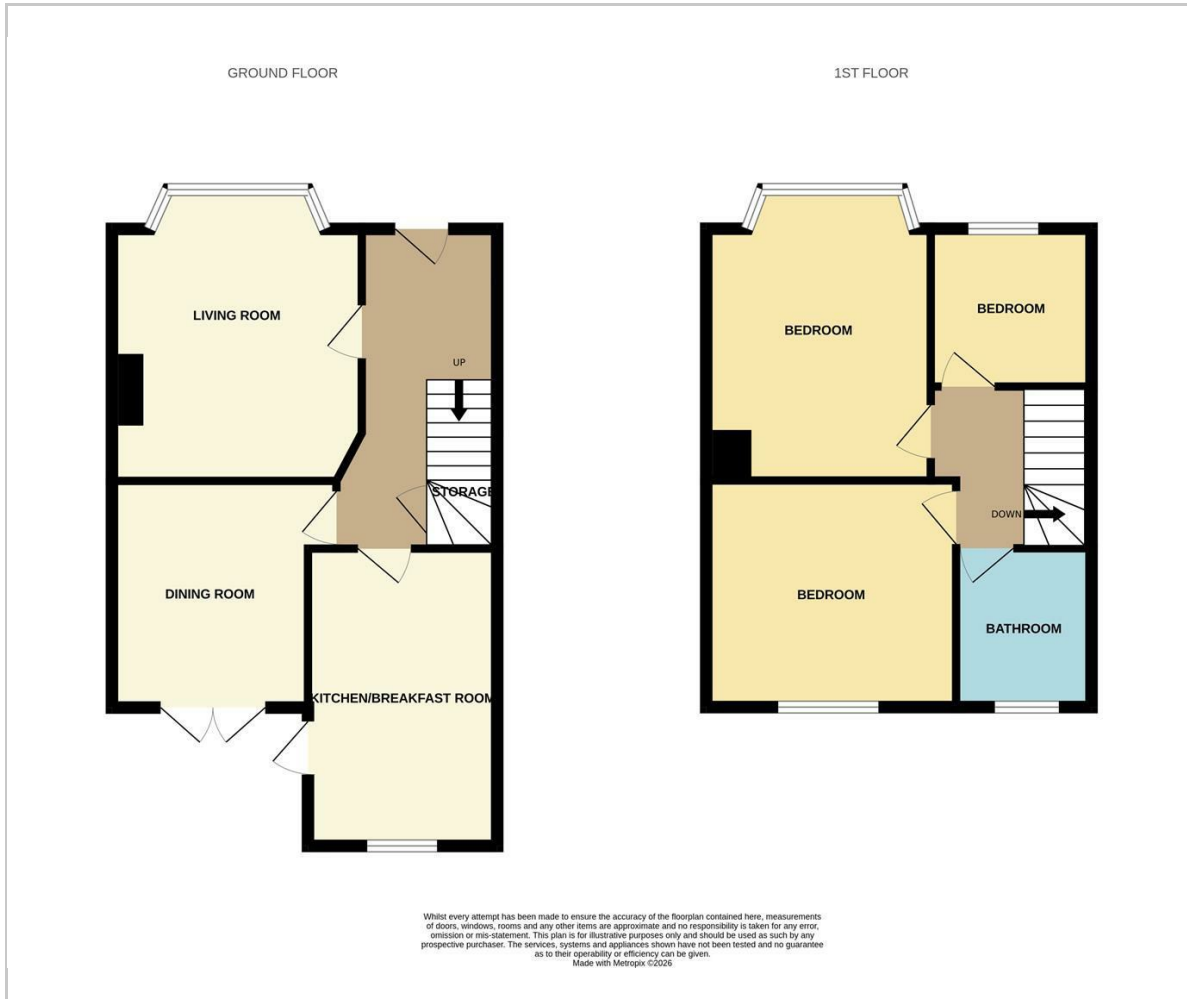 GROUND FLOOR
1ST FLOOR
LIVING ROOM
UP
STORAGE
DINING ROOM
KITCHEN/BREAKFAST ROOM
BEDROOM
BEDROOM
DOWN
BEDROOM
BATHROOM
Whilst every attempt has been made to ensure the accuracy of the floorplan contained here, measurements
of doors, windows, rooms and any other items are approximate and no responsibility is taken for any error,
omission or mis-statement. This plan is for illustrative purposes only and should be used as such by any
prospective purchaser. The services, systems and appliances shown have not been tested and no guarantee
as to their operability or efficiency can be given.
Made with Metropix ©2026